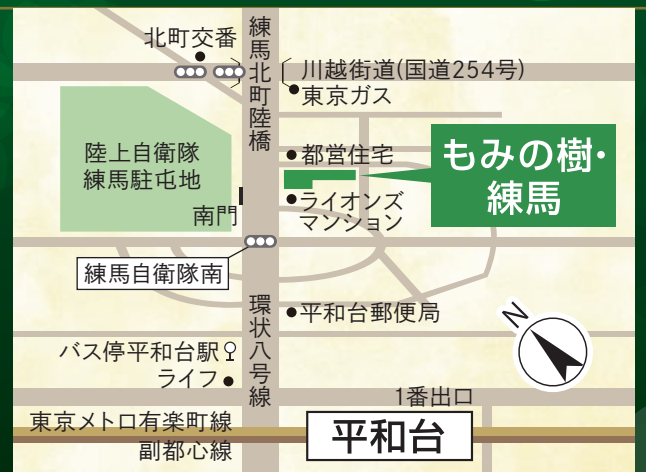 北町交番
練馬北町陸橋
川越街道(国道254号)
東京ガス
陸上自衛隊
練馬駐屯地
都営住宅
もみの樹・
練馬
南門
ライオンズ
マンション
練馬自衛隊南
環状八号線
平和台郵便局
N
バス停平和台駅
ライフ
1番出口
東京メトロ有楽町線
副都心線
平和台